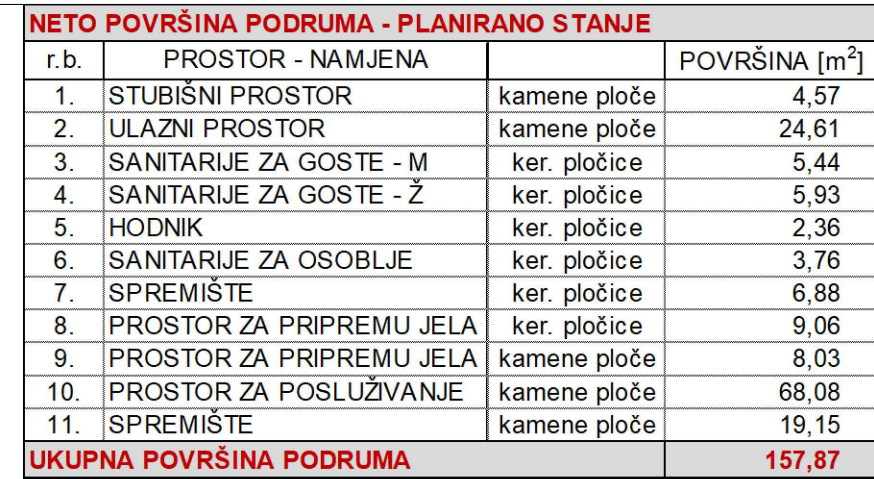 NETO POVRŠINA PODRUMA - PLANIRANO STANJE
r.b. PROSTOR - NAMJENA POVRŠINA [m²]
1. STUBIŠNI PROSTOR kamene ploče 4,57
2. ULAZNI PROSTOR kamene ploče 24,61
3. SANITARIJE ZA GOSTE - M ker. pločice 5,44
4. SANITARIJE ZA GOSTE - Ž ker. pločice 5,93
5. HODNIK ker. pločice 2,36
6. SANITARIJE ZA OSOBLJE ker. pločice 3,76
7. SPREMIŠTE ker. pločice 6,88
8. PROSTOR ZA PRIPREMU JELA ker. pločice 9,06
9. PROSTOR ZA PRIPREMU JELA kamene ploče 8,03
10. PROSTOR ZA POSLUŽIVANJE kamene ploče 68,08
11. SPREMIŠTE kamene ploče 19,15
UKUPNA POVRŠINA PODRUMA 157,87